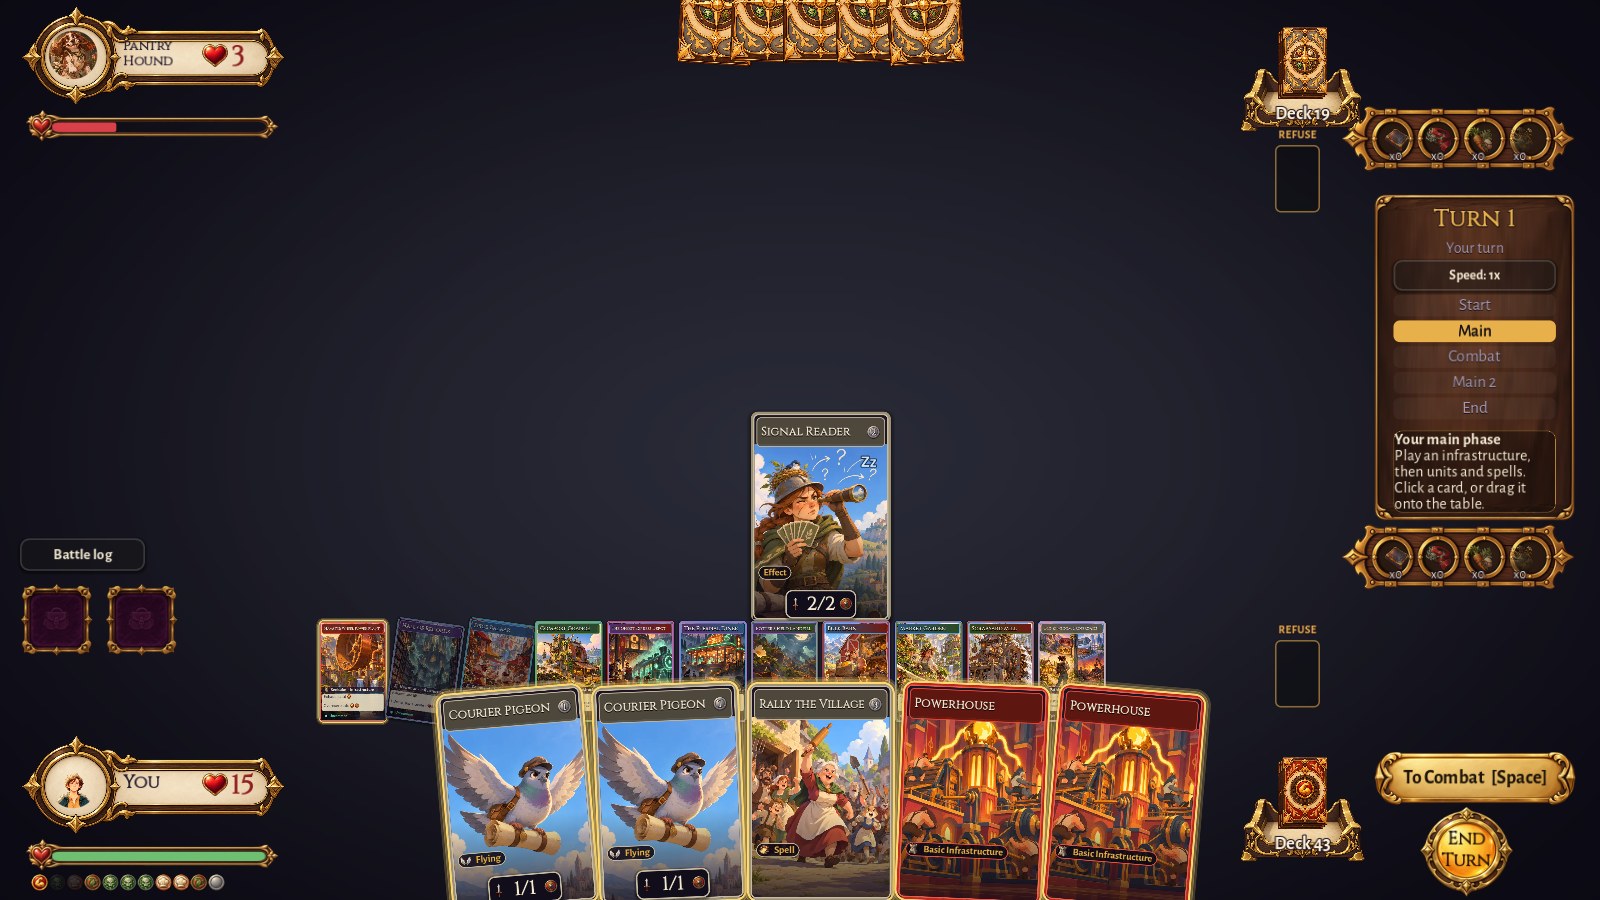 PANTRY
HOUND
3
Deck 19
REFUSE
x0
x0
x0
x0
TURN 1
Your turn
Speed: 1x
Start
Main
Combat
Main 2
End
Your main phase
Play an infrastructure,
then units and spells.
Click a card, or drag it
onto the table.
SIGNAL READER
2
?
?
?
?
Zz
Effect
2/2
Battle log
x0
x0
x0
x0
REFUSE
COURIER PIGEON
1
Flying
1/1
COURIER PIGEON
Flying
1/1
RALLY THE VILLAGE
3
Spell
POWERHOUSE
Basic Infrastructure
POWERHOUSE
Basic Infrastructure
YOU
15
Deck 43
To Combat [Space]
END
TURN